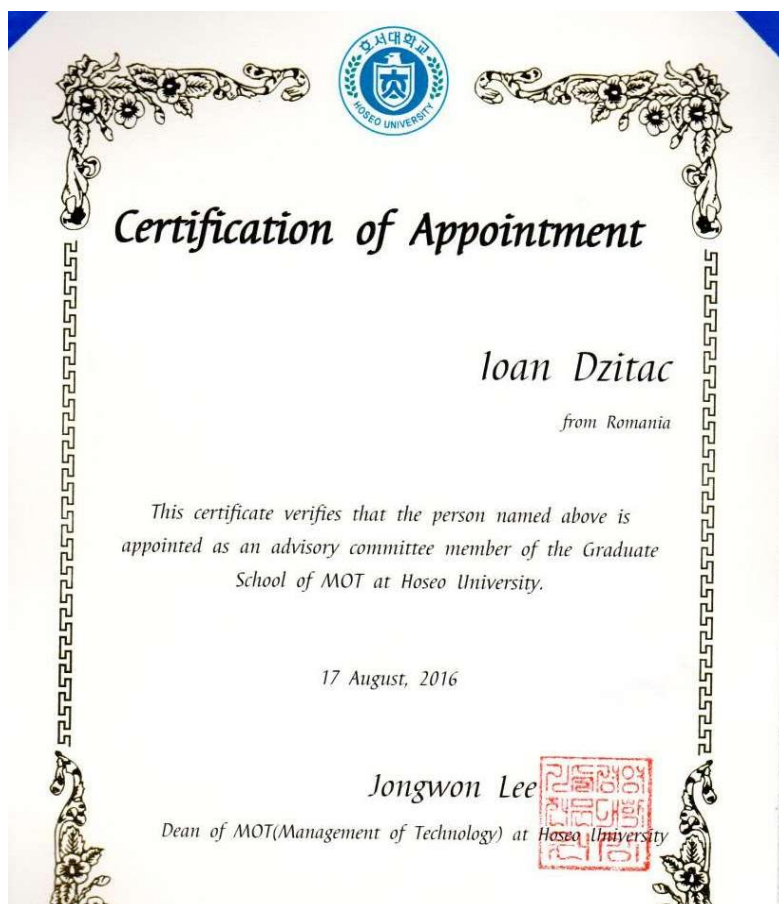 호서대학교
HOSEO UNIVERSITY
Certification of Appointment
Ioan Dzitac
from Romania
This certificate verifies that the person named above is
appointed as an advisory committee member of the Graduate
School of MOT at Hoseo University.
17 August, 2016
Jongwon Lee
Dean of MOT(Management of Technology) at Hoseo University